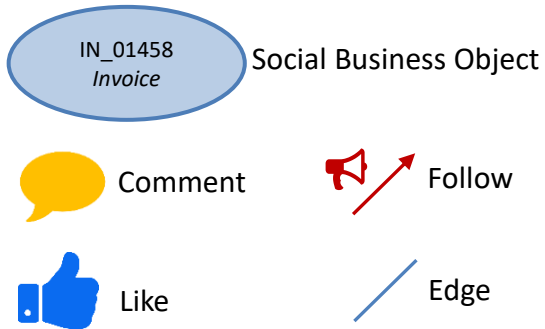 IN_01458
Invoice
Social Business Object
Comment
Follow
Like
Edge